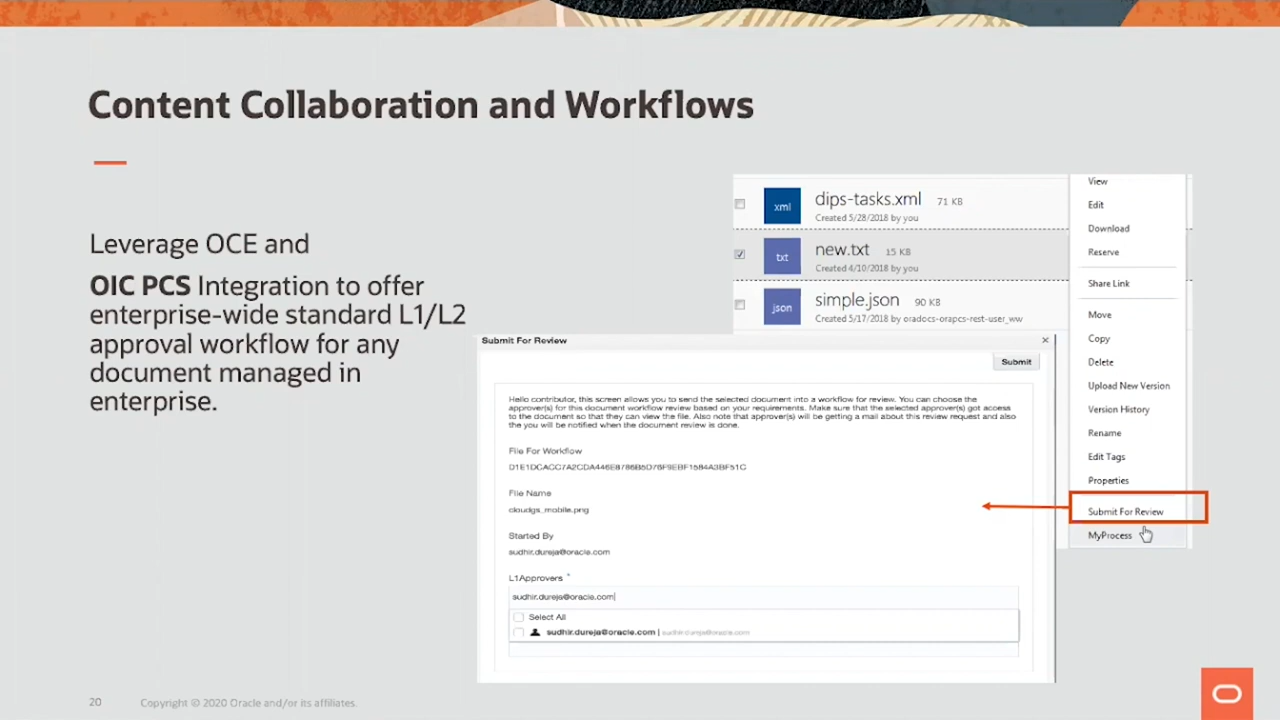 Content Collaboration and Workflows
Leverage OCE and
OIC PCS Integration to offer
enterprise-wide standard L1/L2
approval workflow for any
document managed in
enterprise.
xml
dips-tasks.xml 71 KB
Created 5/28/2018 by you
txt
new.txt 15 KB
Created 4/10/2018 by you
json
simple.json 90 KB
Created 5/17/2018 by oradocs-orapcs-rest-user_ww
View
Edit
Download
Reserve
Share Link
Move
Copy
Delete
Upload New Version
Version History
Rename
Edit Tags
Properties
Submit For Review
MyProcess
Submit For Review
Submit
Hello contributor, this screen allows you to send the selected document into a workflow for review. You can choose the
approver(s) for this document workflow review based on your requirements. Make sure that the selected approver(s) got access
to the document so that they can view the file. Also note that approver(s) will be getting a mail about this review request and also
the you will be notified when the document review is done.
File For Workflow
File Name
cloudgs_mobile.png
Started By
sudhir.dureja@oracle.com
L1Approvers *
sudhir.dureja@oracle.com
Select All
sudhir.dureja@oracle.com | sudhir.dureja@oracle.com
20 Copyright © 2020 Oracle and/or its affiliates.